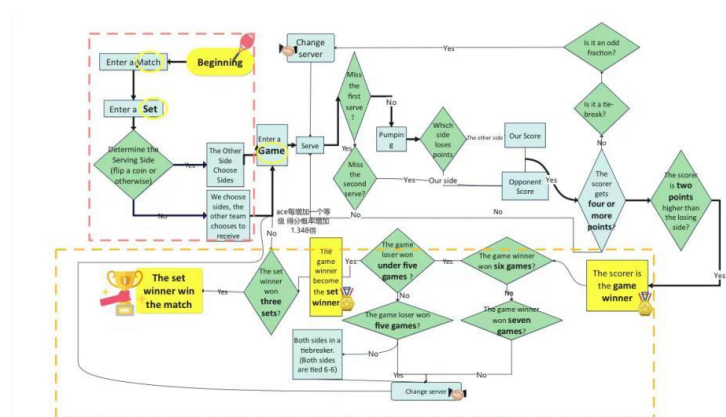 Beginning
Enter a Match
Enter a Set
Determine the
Serving Side
(flip a coin or
otherwise)
Yes
No
The Other
Side
Choose
Sides
We choose
sides, the
other team
chooses to
receive
Enter a
Game
Serve
Change
server
Miss
the
first
serve
?
No
Yes
Miss
the
second
serve?
Pumpin
g
Which
side
loses
points
The other side
Our side
Yes
Our Score
Opponent
Score
Yes
The
scorer
gets
four or
more
points?
No
No
Is it a tie-
break?
Is it an odd
fraction?
Yes
The scorer
is two
points
higher than
the losing
side?
Yes
No
No
ace每增加一个等
级 得分概率增加
1.348倍
The scorer is
the game
winner
The game winner
won six games?
Yes
No
The game winner
won seven
games?
No
The game
loser won
under five
games ?
Yes
No
The game loser won
five games?
No
Yes
Both sides in a
tiebreaker.
(Both sides
are tied 6-6)
Change server
The
game
winner
become
the set
winner
The set
winner
won
three
sets?
No
Yes
The set
winner win
the match